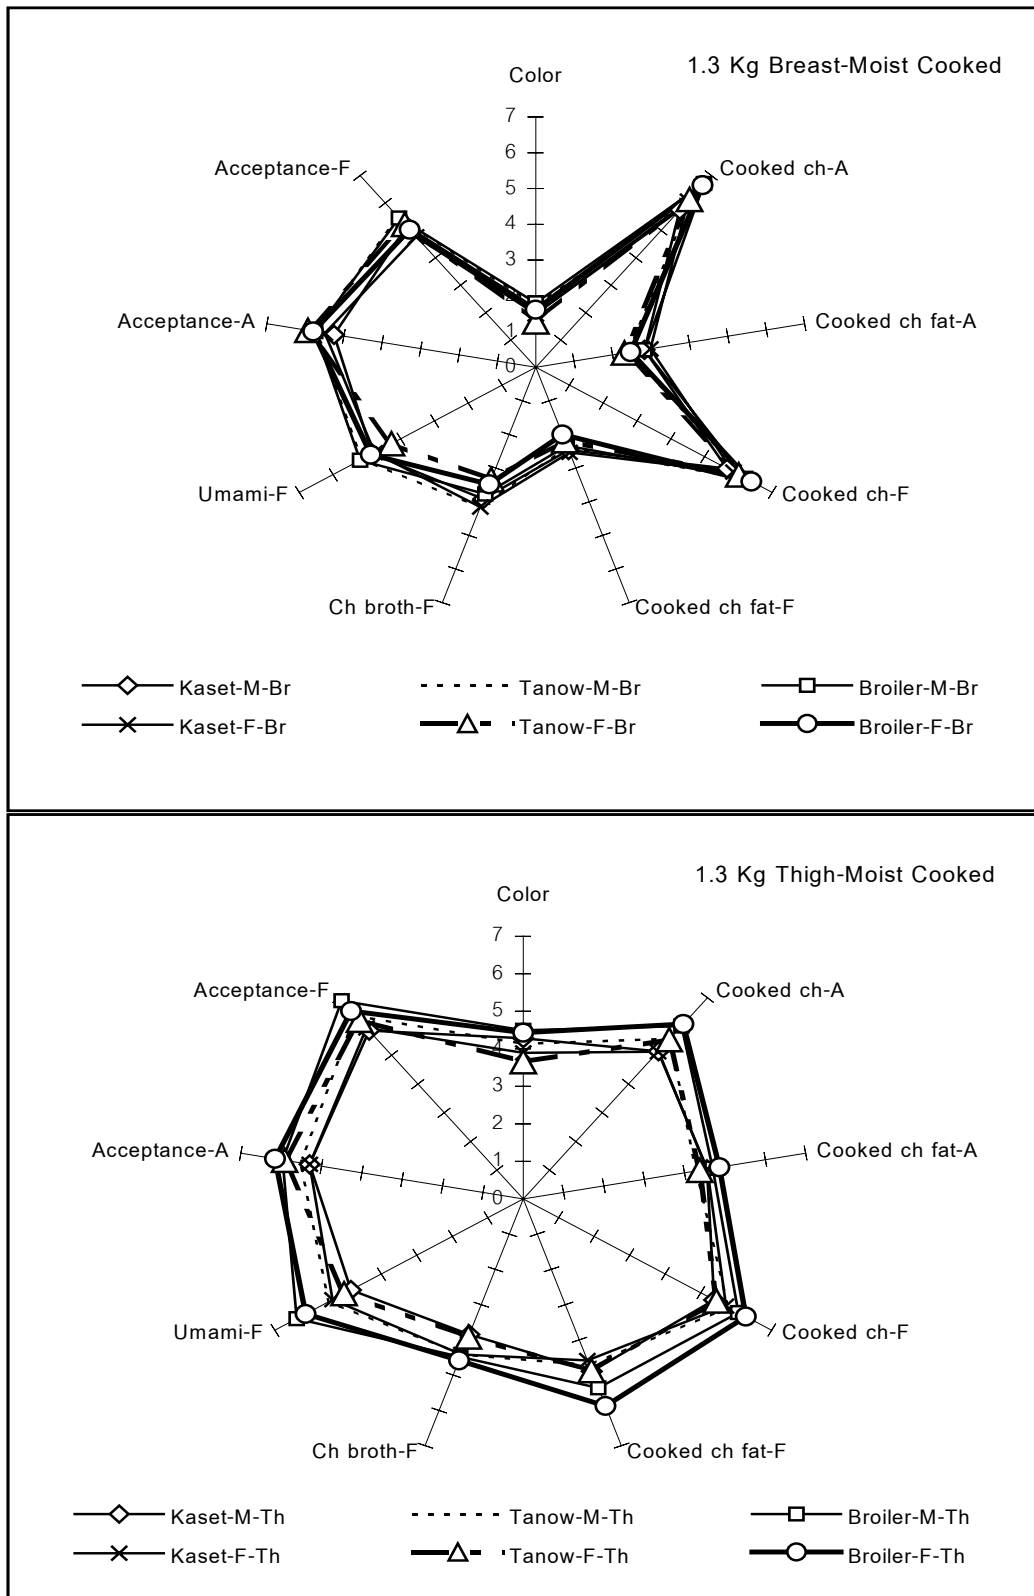 1.3 Kg Breast-Moist Cooked
Color
7
6
5
4
3
2
1
0
Acceptance-F
Cooked ch-A
Acceptance-A
Cooked ch fat-A
Umami-F
Cooked ch-F
Ch broth-F
Cooked ch fat-F
Kaset-M-Br
Tanow-M-Br
Broiler-M-Br
Kaset-F-Br
Tanow-F-Br
Broiler-F-Br
1.3 Kg Thigh-Moist Cooked
Color
7
6
5
4
3
2
1
0
Acceptance-F
Cooked ch-A
Acceptance-A
Cooked ch fat-A
Umami-F
Cooked ch-F
Ch broth-F
Cooked ch fat-F
Kaset-M-Th
Tanow-M-Th
Broiler-M-Th
Kaset-F-Th
Tanow-F-Th
Broiler-F-Th